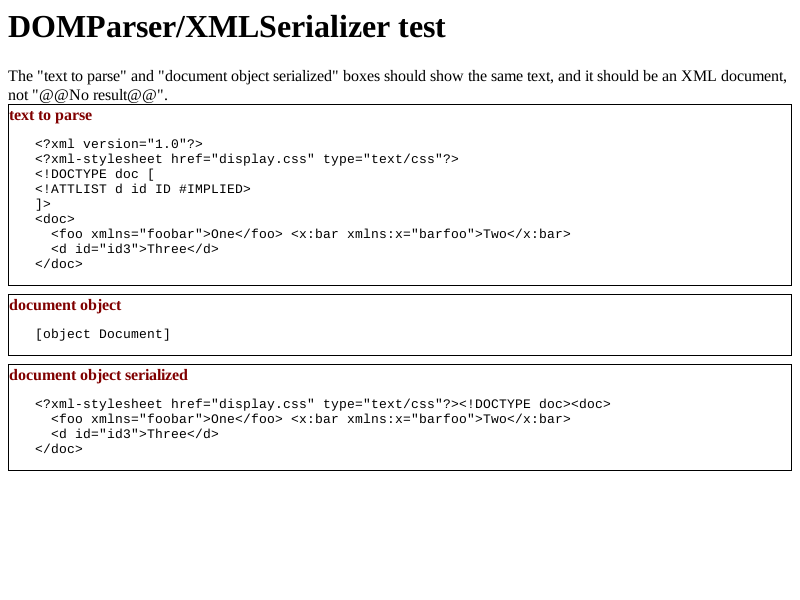 DOMParser/XMLSerializer test
The "text to parse" and "document object serialized" boxes should show the same text, and it should be an XML document,
not "@@No result@@".
text to parse
<?xml version="1.0"?>
<?xml-stylesheet href="display.css" type="text/css"?>
<!DOCTYPE doc [
<!ATTLIST d id ID #IMPLIED>
]>
<doc>
  <foo xmlns="foobar">One</foo> <x:bar xmlns:x="barfoo">Two</x:bar>
  <d id="id3">Three</d>
</doc>
document object
[object Document]
document object serialized
<?xml-stylesheet href="display.css" type="text/css"?><!DOCTYPE doc><doc>
  <foo xmlns="foobar">One</foo> <x:bar xmlns:x="barfoo">Two</x:bar>
  <d id="id3">Three</d>
</doc>